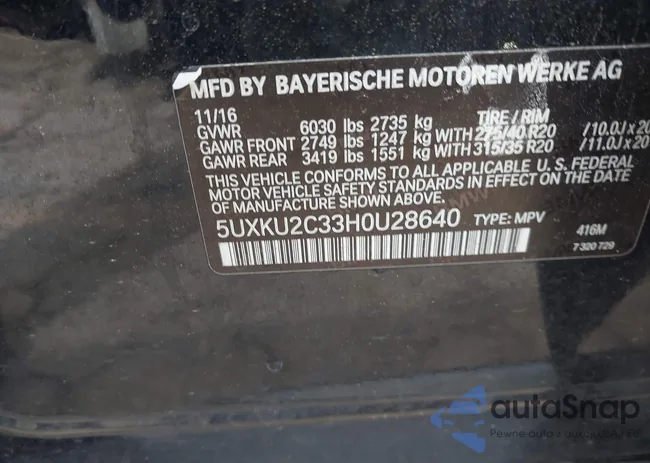 MFD BY BAYERISCHE MOTOREN WERKE AG
11/16 TIRE / RIM
GVWR 6030 lbs 2735 kg
GAWR FRONT 2749 lbs 1247 kg WITH 275/40 R20 /10.0J x 20
GAWR REAR 3419 lbs 1551 kg WITH 315/35 R20 /11.0J x 20
THIS VEHICLE CONFORMS TO ALL APPLICABLE U.S. FEDERAL
MOTOR VEHICLE SAFETY STANDARDS IN EFFECT ON THE DATE
OF MANUFACTURE SHOWN ABOVE.
5UXKU2C33H0U28640 TYPE: MPV 416M
7 320 729
autaSnap
Pewne auta z